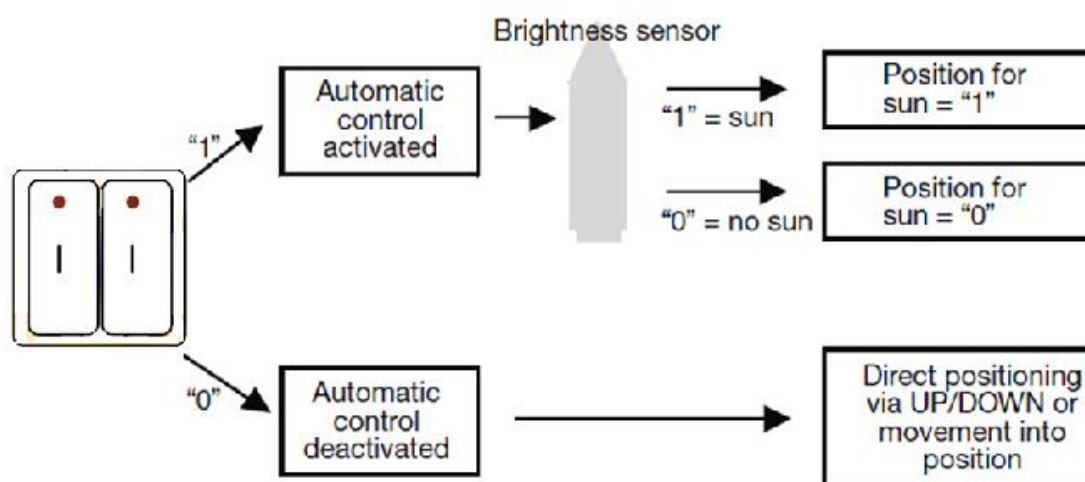 Brightness sensor
Automatic
control
activated
“1”
“1” = sun
Position for
sun = “1”
“0” = no sun
Position for
sun = “0”
“0”
Automatic
control
deactivated
Direct positioning
via UP/DOWN or
movement into
position